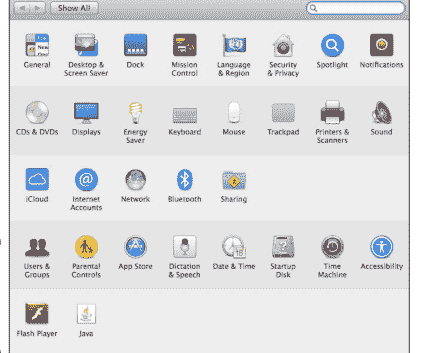 Show All
General
Desktop &
Screen Saver
Dock
Mission
Control
Language
& Region
Security
& Privacy
Spotlight
Notifications
CDs & DVDs
Displays
Energy
Saver
Keyboard
Mouse
Trackpad
Printers &
Scanners
Sound
iCloud
Internet
Accounts
Network
Bluetooth
Sharing
Users &
Groups
Parental
Controls
App Store
Dictation
& Speech
18
Date & Time
Startup
Disk
Time
Machine
Accessibility
Flash Player
Java